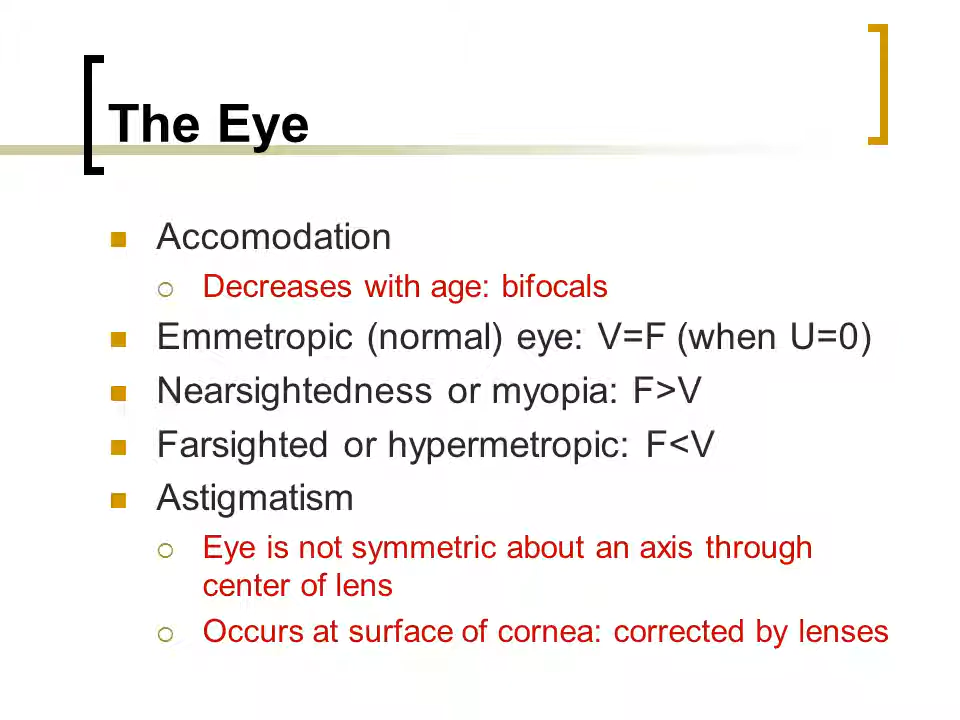 The Eye
Accomodation
Decreases with age: bifocals
Emmetropic (normal) eye: V=F (when U=0)
Nearsightedness or myopia: F>V
Farsighted or hypermetropic: F<V
Astigmatism
Eye is not symmetric about an axis through
center of lens
Occurs at surface of cornea: corrected by lenses